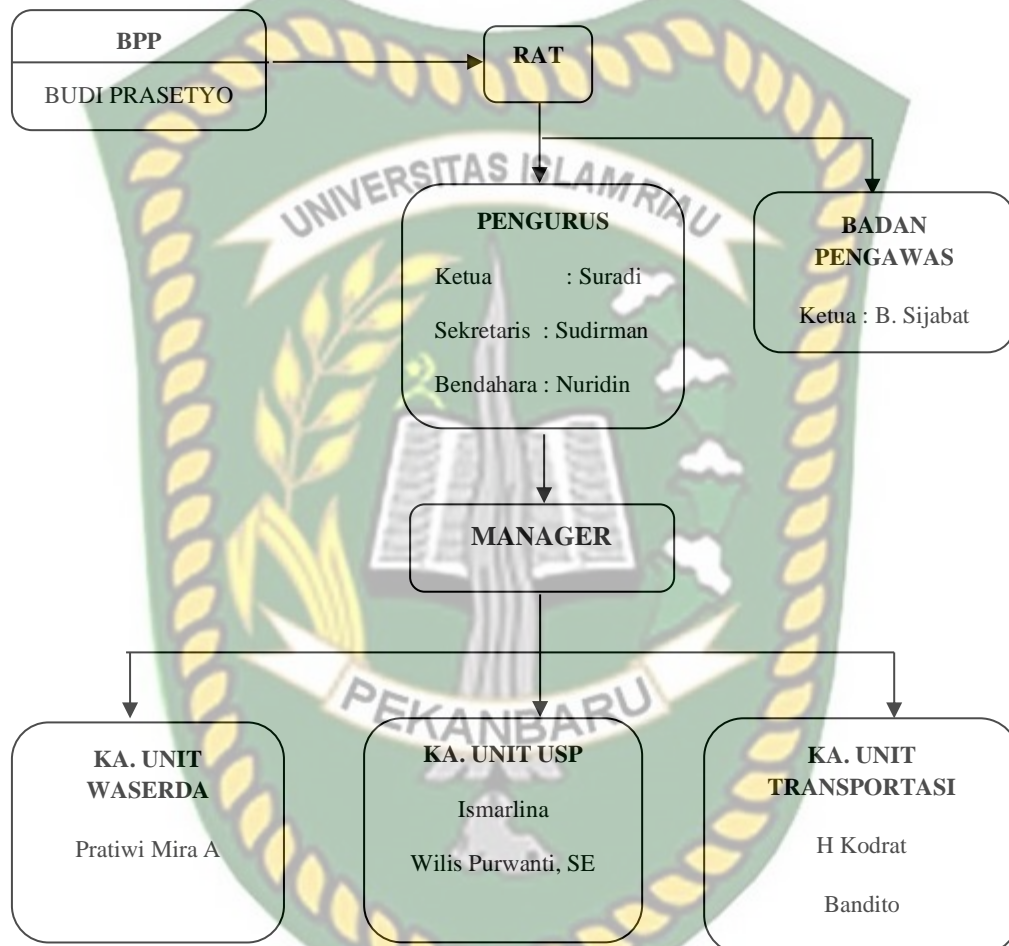 BPP
BUDI PRASETYO
RAT
UNIVERSITAS ISLAM RIAU
PENGURUS
Ketua : Suradi
Sekretaris : Sudirman
Bendahara : Nuridin
BADAN
PENGAWAS
Ketua : B. Sijabat
MANAGER
PEKANBARU
KA. UNIT
WASERDA
Pratiwi Mira A
KA. UNIT USP
Ismarlina
Wilis Purwanti, SE
KA. UNIT
TRANSPORTASI
H Kodrat
Bandito